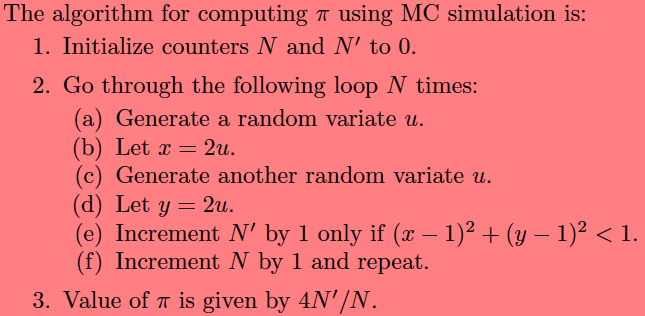 The algorithm for computing π using MC simulation is:
1. Initialize counters N and N′ to 0.
2. Go through the following loop N times:
(a) Generate a random variate u.
(b) Let x = 2u.
(c) Generate another random variate u.
(d) Let y = 2u.
(e) Increment N′ by 1 only if (x − 1)² + (y − 1)² < 1.
(f) Increment N by 1 and repeat.
3. Value of π is given by 4N′/N.